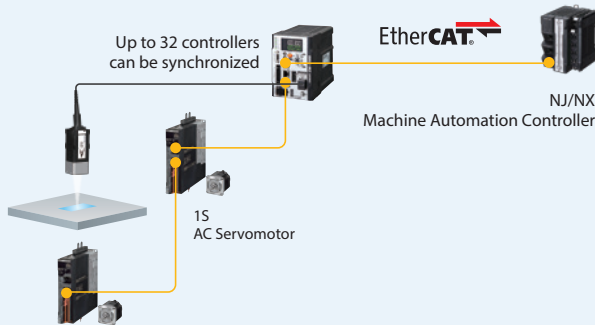 Up to 32 controllers
can be synchronized
EtherCAT®
NJ/NX
Machine Automation Controller
1S
AC Servomotor